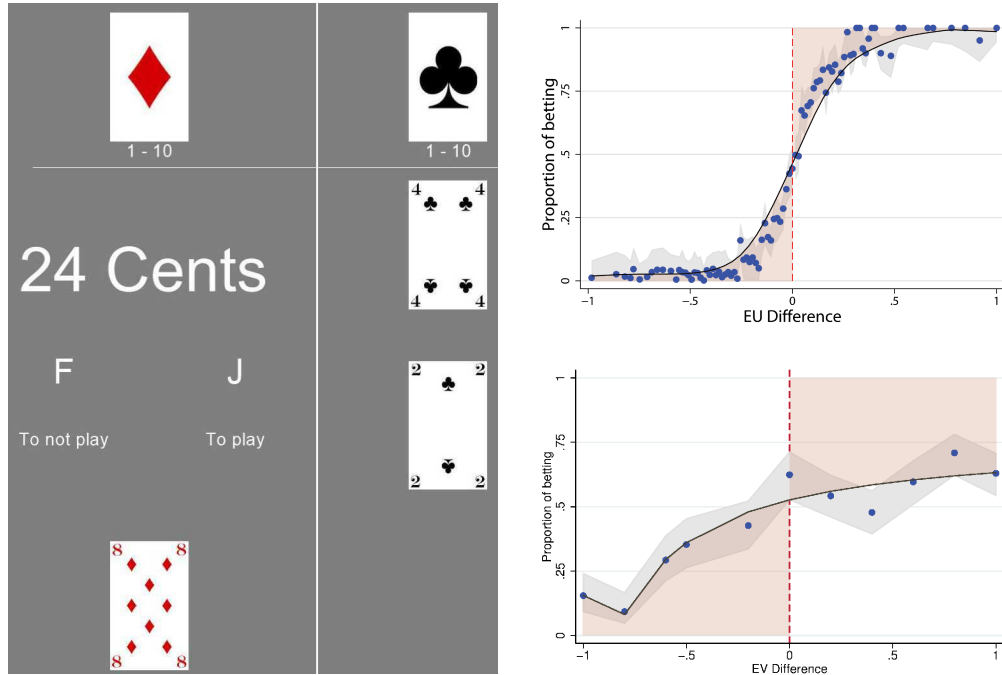 1 - 10
1 - 10
4 4
4 4
24 Cents
F J
To not play To play
2 2
2 2
8 8
8 8
Proportion of betting
1
.75
.5
.25
0
−1 −.5 0 .5 1
EU Difference
Proportion of betting
1
.75
.5
.25
0
−1 −.5 0 .5 1
EV Difference